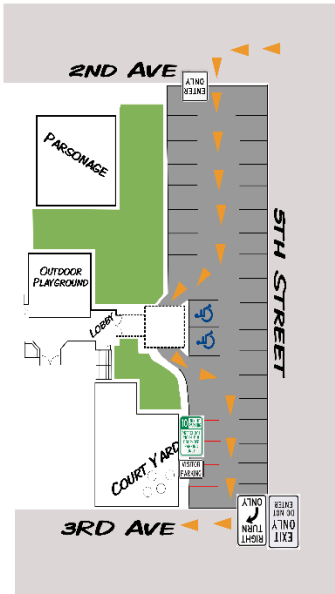 2ND AVE
ENTER
ONLY
PARSONAGE
5TH STREET
OUTDOOR
PLAYGROUND
LOBBY
10
VISITOR
PARKING
COURT YARD
3RD AVE
RIGHT
TURN
ONLY
EXIT
ONLY
DO NOT
ENTER